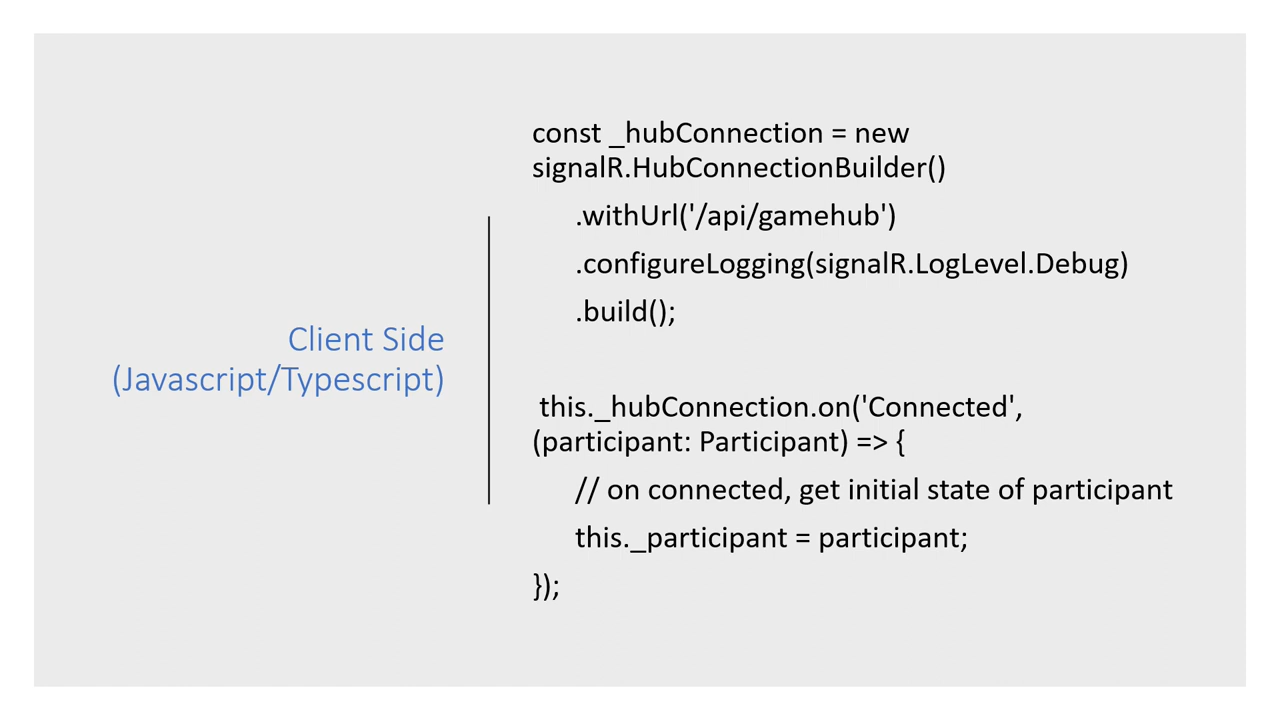 Client Side
(Javascript/Typescript)
const _hubConnection = new
signalR.HubConnectionBuilder()
.withUrl('/api/gamehub')
.configureLogging(signalR.LogLevel.Debug)
.build();
this._hubConnection.on('Connected',
(participant: Participant) => {
// on connected, get initial state of participant
this._participant = participant;
});